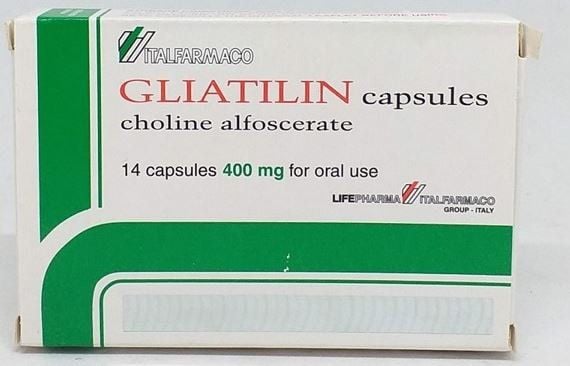 ITALFARMACO
GLIATILIN capsules
choline alfoscerate
14 capsules 400 mg for oral use
LIFEPHARMA ITALFARMACO
GROUP - ITALY